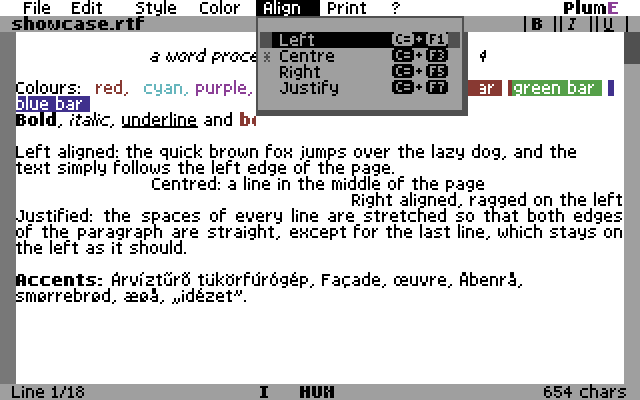 File Edit Style Color Align Print ? PlumE
showcase.rtf B I U
a word proce 4
Left C= + F1
* Centre C= + F3
Right C= + F5
Justify C= + F7
Colours: red, cyan, purple, ar green bar
blue bar
Bold, italic, underline and
Left aligned: the quick brown fox jumps over the lazy dog, and the
text simply follows the left edge of the page.
Centred: a line in the middle of the page
Right aligned, ragged on the left
Justified: the spaces of every line are stretched so that both edges
of the paragraph are straight, except for the last line, which stays on
the left as it should.
Accents: Árvíztűrő tükörfúrógép, Façade, œuvre, Åbenrå,
smørrebrød, æøå, „idézet”.
Line 1/18 I HUN 654 chars